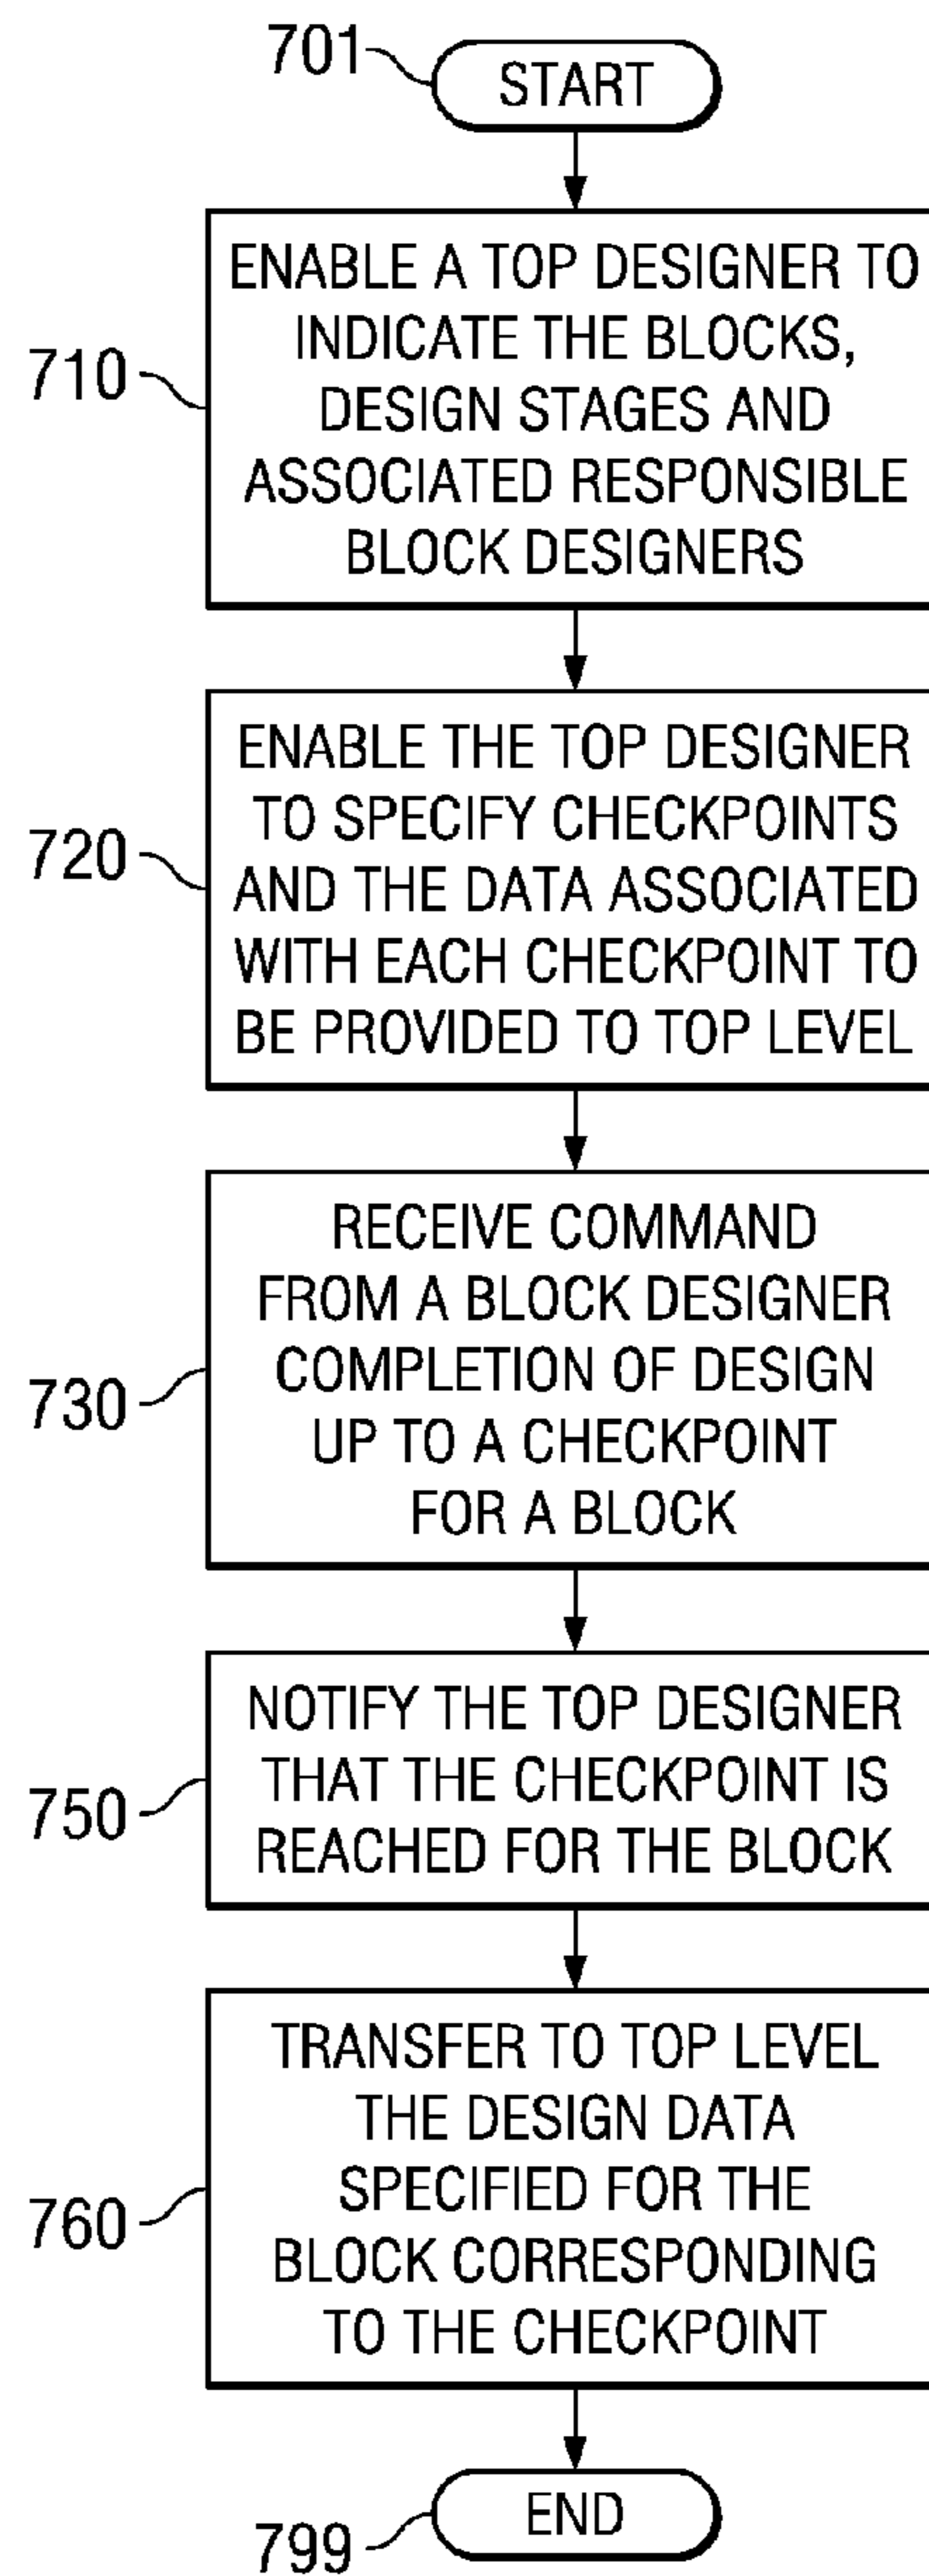 701
START
710
ENABLE A TOP DESIGNER TO
INDICATE THE BLOCKS,
DESIGN STAGES AND
ASSOCIATED RESPONSIBLE
BLOCK DESIGNERS
720
ENABLE THE TOP DESIGNER
TO SPECIFY CHECKPOINTS
AND THE DATA ASSOCIATED
WITH EACH CHECKPOINT TO
BE PROVIDED TO TOP LEVEL
730
RECEIVE COMMAND
FROM A BLOCK DESIGNER
COMPLETION OF DESIGN
UP TO A CHECKPOINT
FOR A BLOCK
750
NOTIFY THE TOP DESIGNER
THAT THE CHECKPOINT IS
REACHED FOR THE BLOCK
760
TRANSFER TO TOP LEVEL
THE DESIGN DATA
SPECIFIED FOR THE
BLOCK CORRESPONDING
TO THE CHECKPOINT
799
END